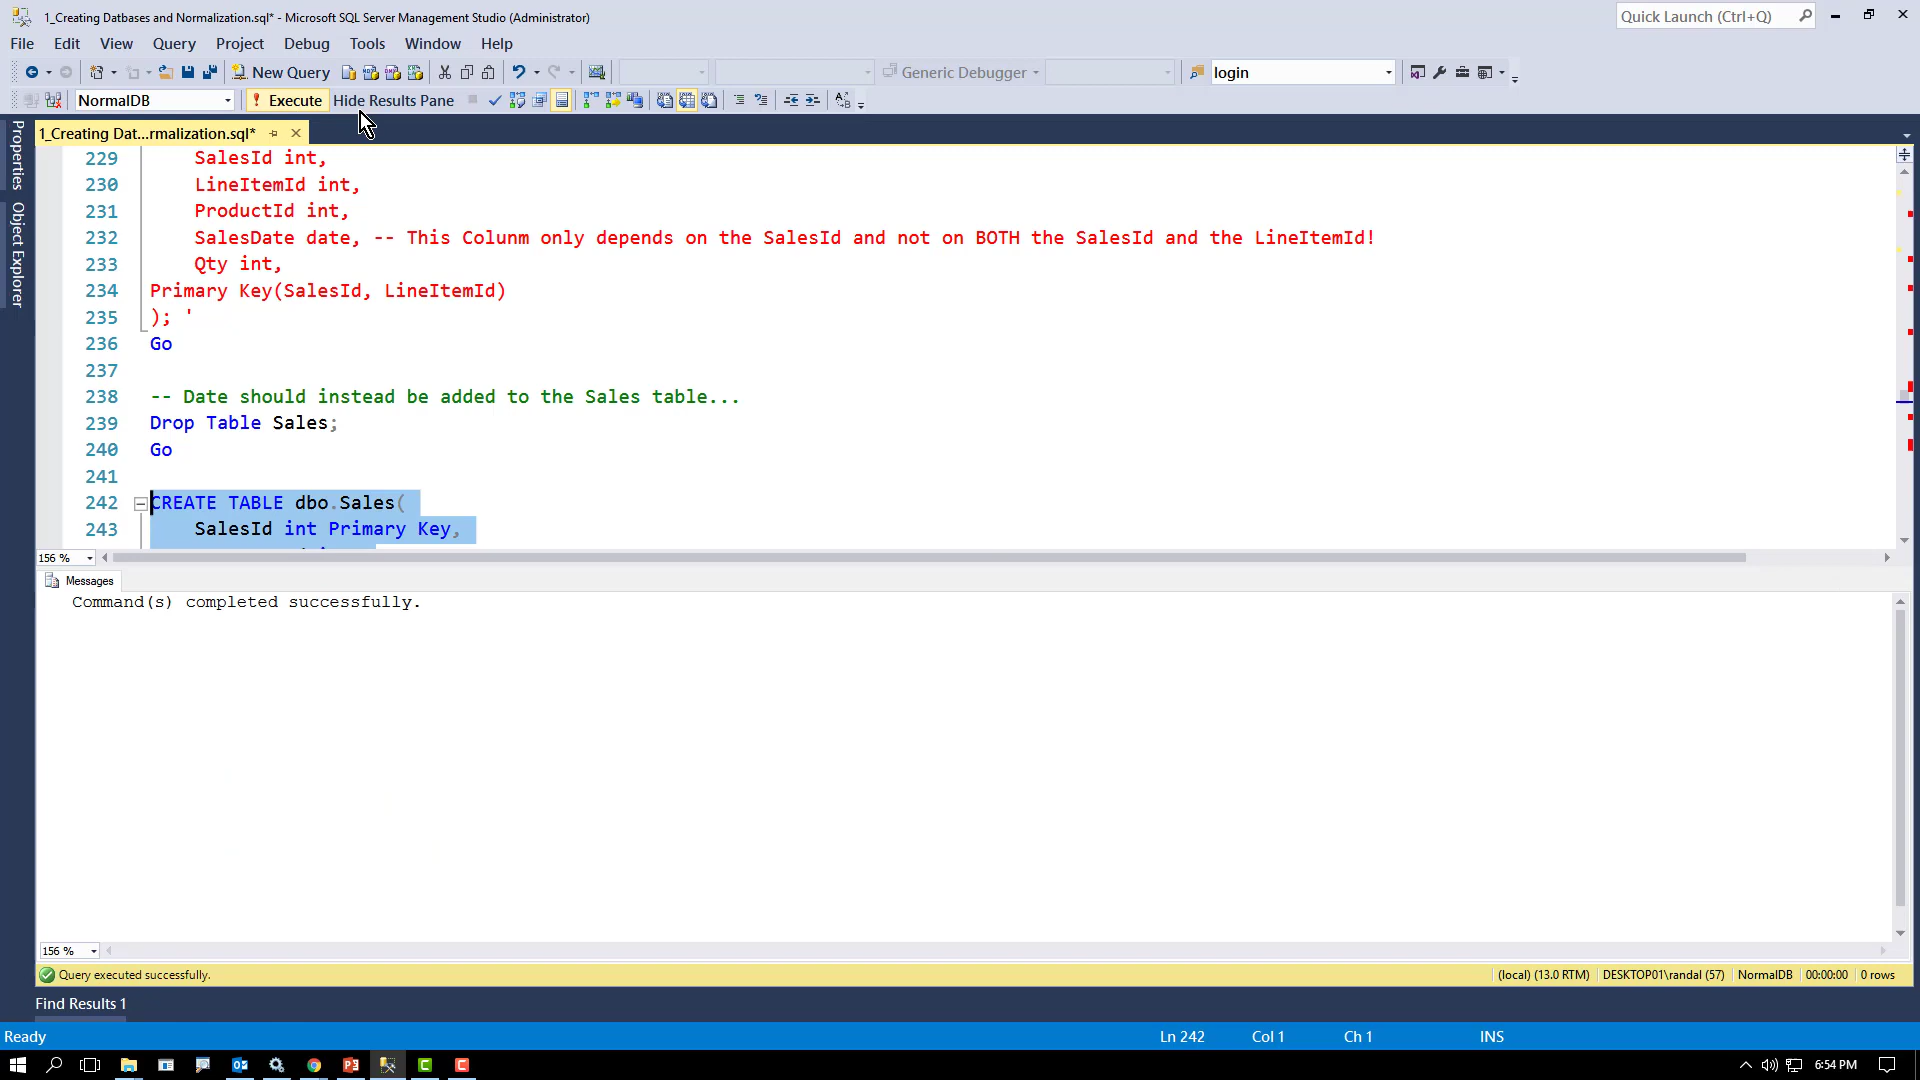 1_Creating Datbases and Normalization.sql* - Microsoft SQL Server Management Studio (Administrator)
Quick Launch (Ctrl+Q)
File Edit View Query Project Debug Tools Window Help
New Query
Generic Debugger
login
NormalDB
Execute
Hide Results Pane
1_Creating Dat...rmalization.sql*
Properties
Object Explorer
229 SalesId int,
230 LineItemId int,
231 ProductId int,
232 SalesDate date, -- This Colunm only depends on the SalesId and not on BOTH the SalesId and the LineItemId!
233 Qty int,
234 Primary Key(SalesId, LineItemId)
235 ); '
236 Go
237
238 -- Date should instead be added to the Sales table...
239 Drop Table Sales;
240 Go
241
242 CREATE TABLE dbo.Sales(
243 SalesId int Primary Key,
156 %
Messages
Command(s) completed successfully.
156 %
Query executed successfully.
(local) (13.0 RTM) DESKTOP01\randal (57) NormalDB 00:00:00 0 rows
Find Results 1
Ready
Ln 242 Col 1 Ch 1 INS
6:54 PM